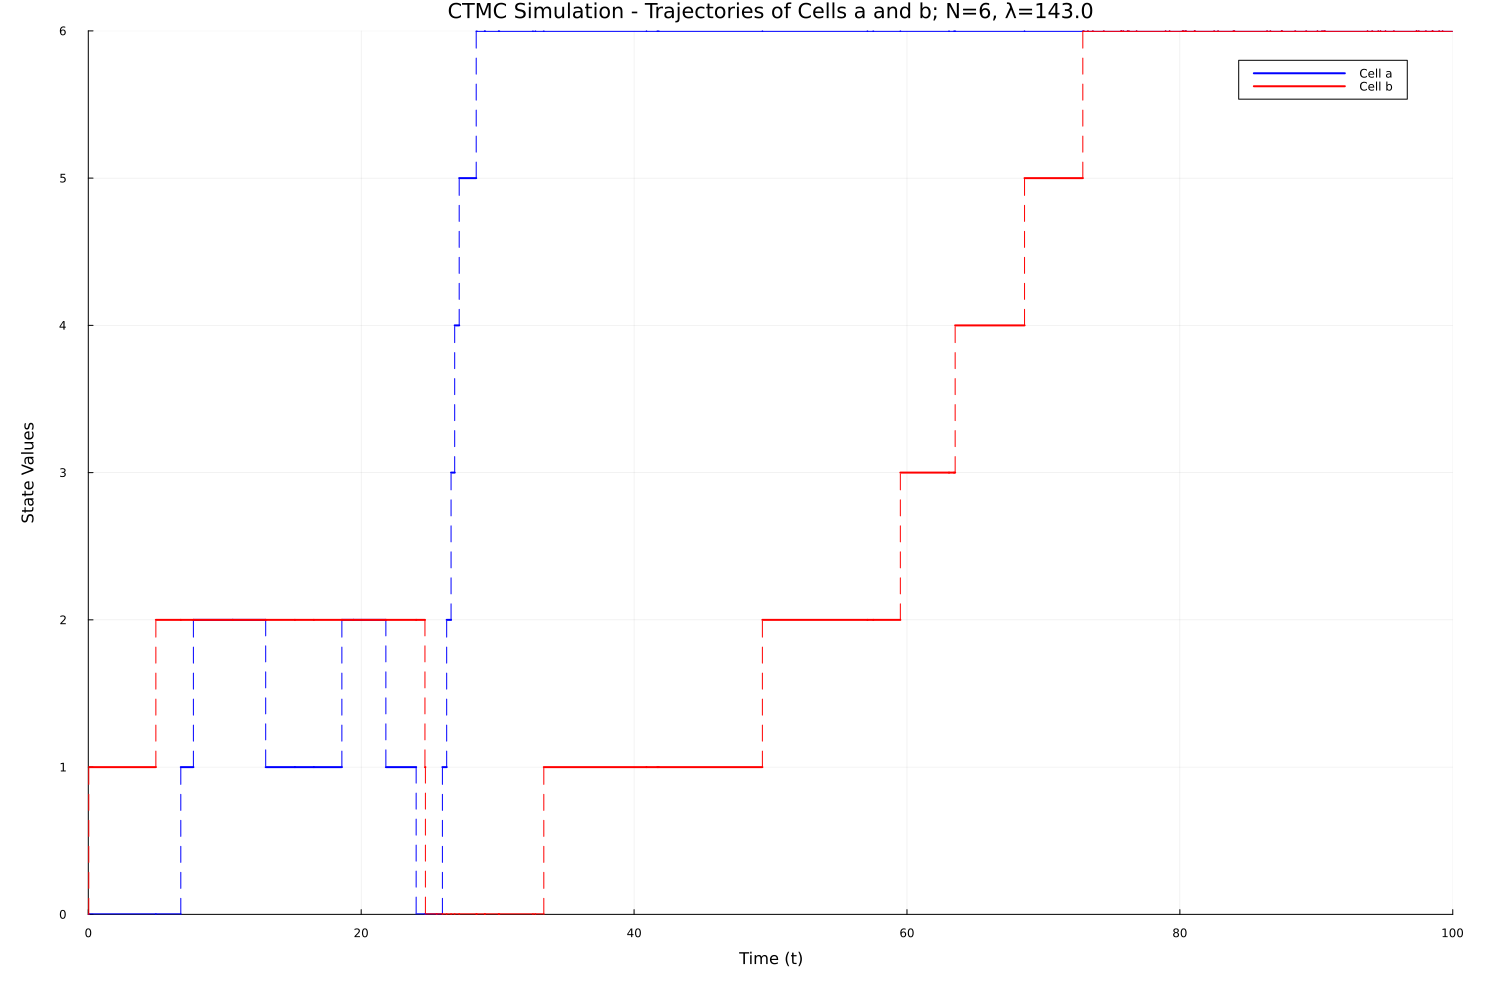 CTMC Simulation - Trajectories of Cells a and b; N=6, λ=143.0
6
Cell a
Cell b
5
4
State Values
3
2
1
0
0 20 40 60 80 100
Time (t)